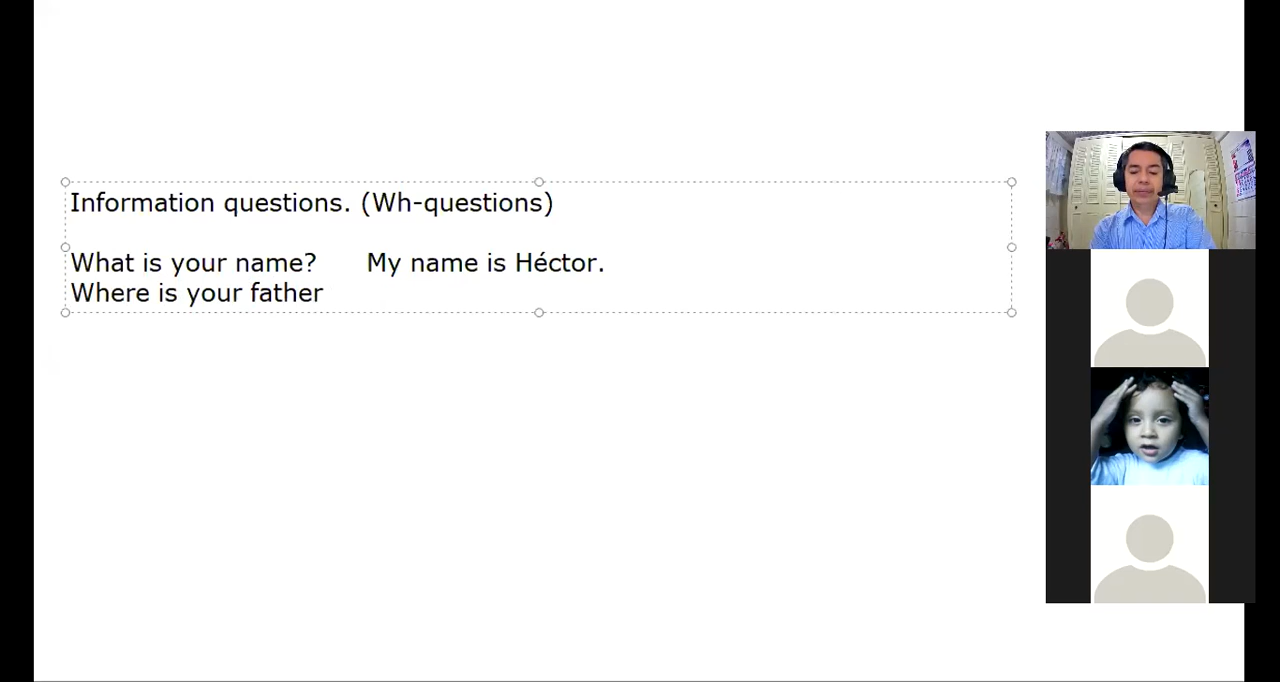 Information questions. (Wh-questions)
What is your name? My name is Héctor.
Where is your father